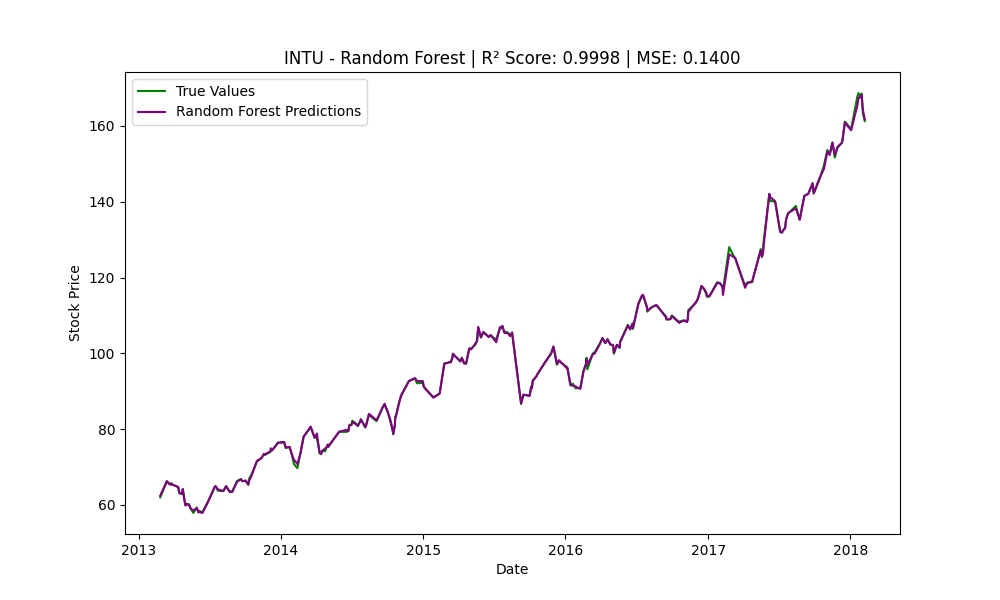 INTU - Random Forest | R² Score: 0.9998 | MSE: 0.1400
True Values
Random Forest Predictions
Stock Price
160
140
120
100
80
60
2013 2014 2015 2016 2017 2018
Date